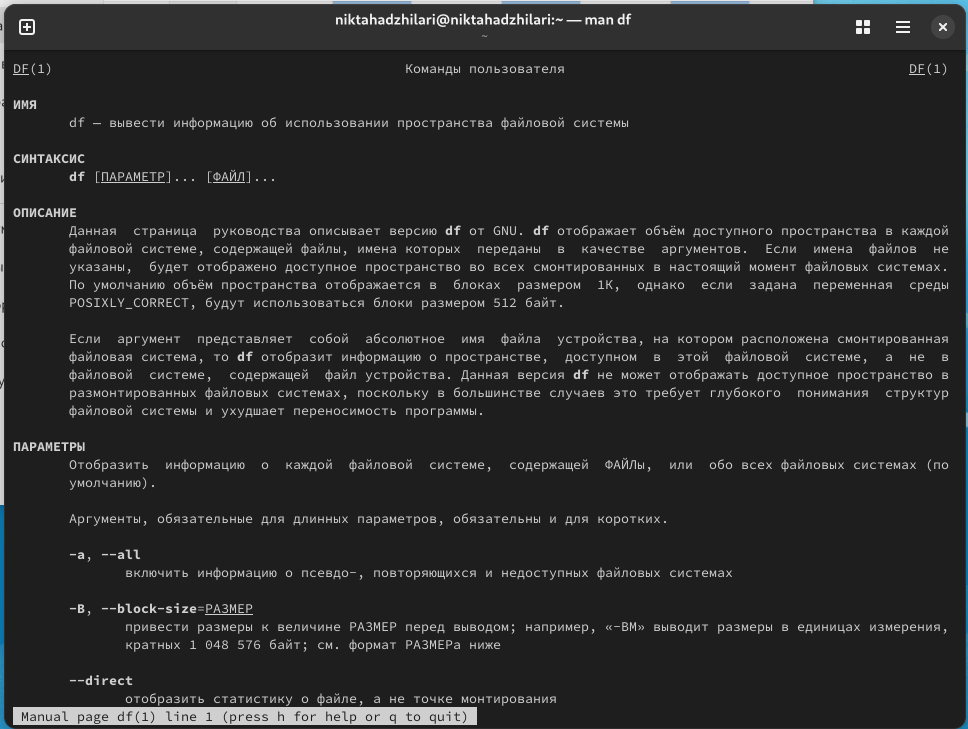 niktahadzhilari@niktahadzhilari:~ — man df
~
DF(1) Команды пользователя DF(1)
ИМЯ
df — вывести информацию об использовании пространства файловой системы
СИНТАКСИС
df [ПАРАМЕТР]... [ФАЙЛ]...
ОПИСАНИЕ
Данная страница руководства описывает версию df от GNU. df отображает объём доступного пространства в каждой
файловой системе, содержащей файлы, имена которых переданы в качестве аргументов. Если имена файлов не
указаны, будет отображено доступное пространство во всех смонтированных в настоящий момент файловых системах.
По умолчанию объём пространства отображается в блоках размером 1K, однако если задана переменная среды
POSIXLY_CORRECT, будут использоваться блоки размером 512 байт.
Если аргумент представляет собой абсолютное имя файла устройства, на котором расположена смонтированная
файловая система, то df отобразит информацию о пространстве, доступном в этой файловой системе, а не в
файловой системе, содержащей файл устройства. Данная версия df не может отображать доступное пространство в
размонтированных файловых системах, поскольку в большинстве случаев это требует глубокого понимания структур
файловой системы и ухудшает переносимость программы.
ПАРАМЕТРЫ
Отобразить информацию о каждой файловой системе, содержащей ФАЙЛы, или обо всех файловых системах (по
умолчанию).
Аргументы, обязательные для длинных параметров, обязательны и для коротких.
-a, --all
включить информацию о псевдо-, повторяющихся и недоступных файловых системах
-B, --block-size=РАЗМЕР
привести размеры к величине РАЗМЕР перед выводом; например, «-BM» выводит размеры в единицах измерения,
кратных 1 048 576 байт; см. формат РАЗМЕРа ниже
--direct
отобразить статистику о файле, а не точке монтирования
Manual page df(1) line 1 (press h for help or q to quit)